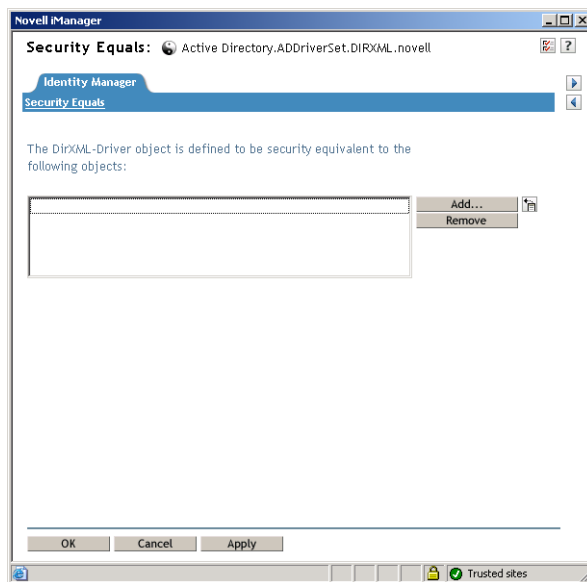 Novell iManager
Security Equals: Active Directory.ADDriverSet.DIRXML.novell
?
Identity Manager
Security Equals
The DirXML-Driver object is defined to be security equivalent to the
following objects:
Add...
Remove
OK Cancel Apply
Trusted sites